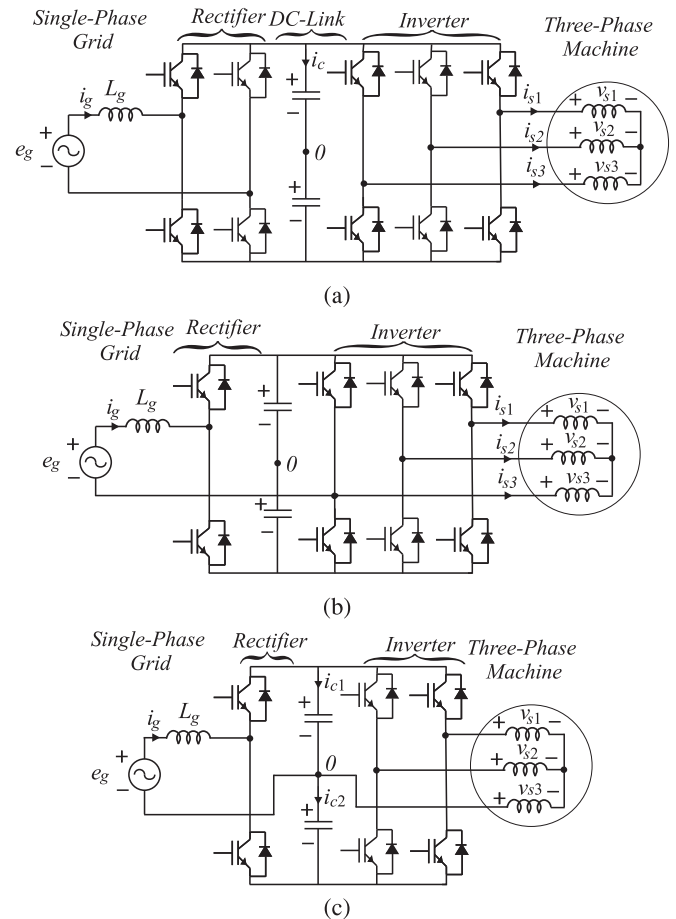 Single-Phase Grid
Rectifier
DC-Link
Inverter
Three-Phase Machine
i_g
L_g
e_g
+
−
i_c
+
−
0
+
−
i_s1
i_s2
i_s3
+ v_s1 −
+ v_s2 −
+ v_s3 −
(a)
Single-Phase Grid
Rectifier
Inverter
Three-Phase Machine
i_g
L_g
e_g
+
−
+
−
0
+
−
i_s1
i_s2
i_s3
+ v_s1 −
+ v_s2 −
+ v_s3 −
(b)
Single-Phase Grid
Rectifier
Inverter
Three-Phase Machine
i_g
L_g
e_g
+
−
i_c1
+
−
0
i_c2
+
−
+ v_s1 −
+ v_s2 −
+ v_s3 −
(c)